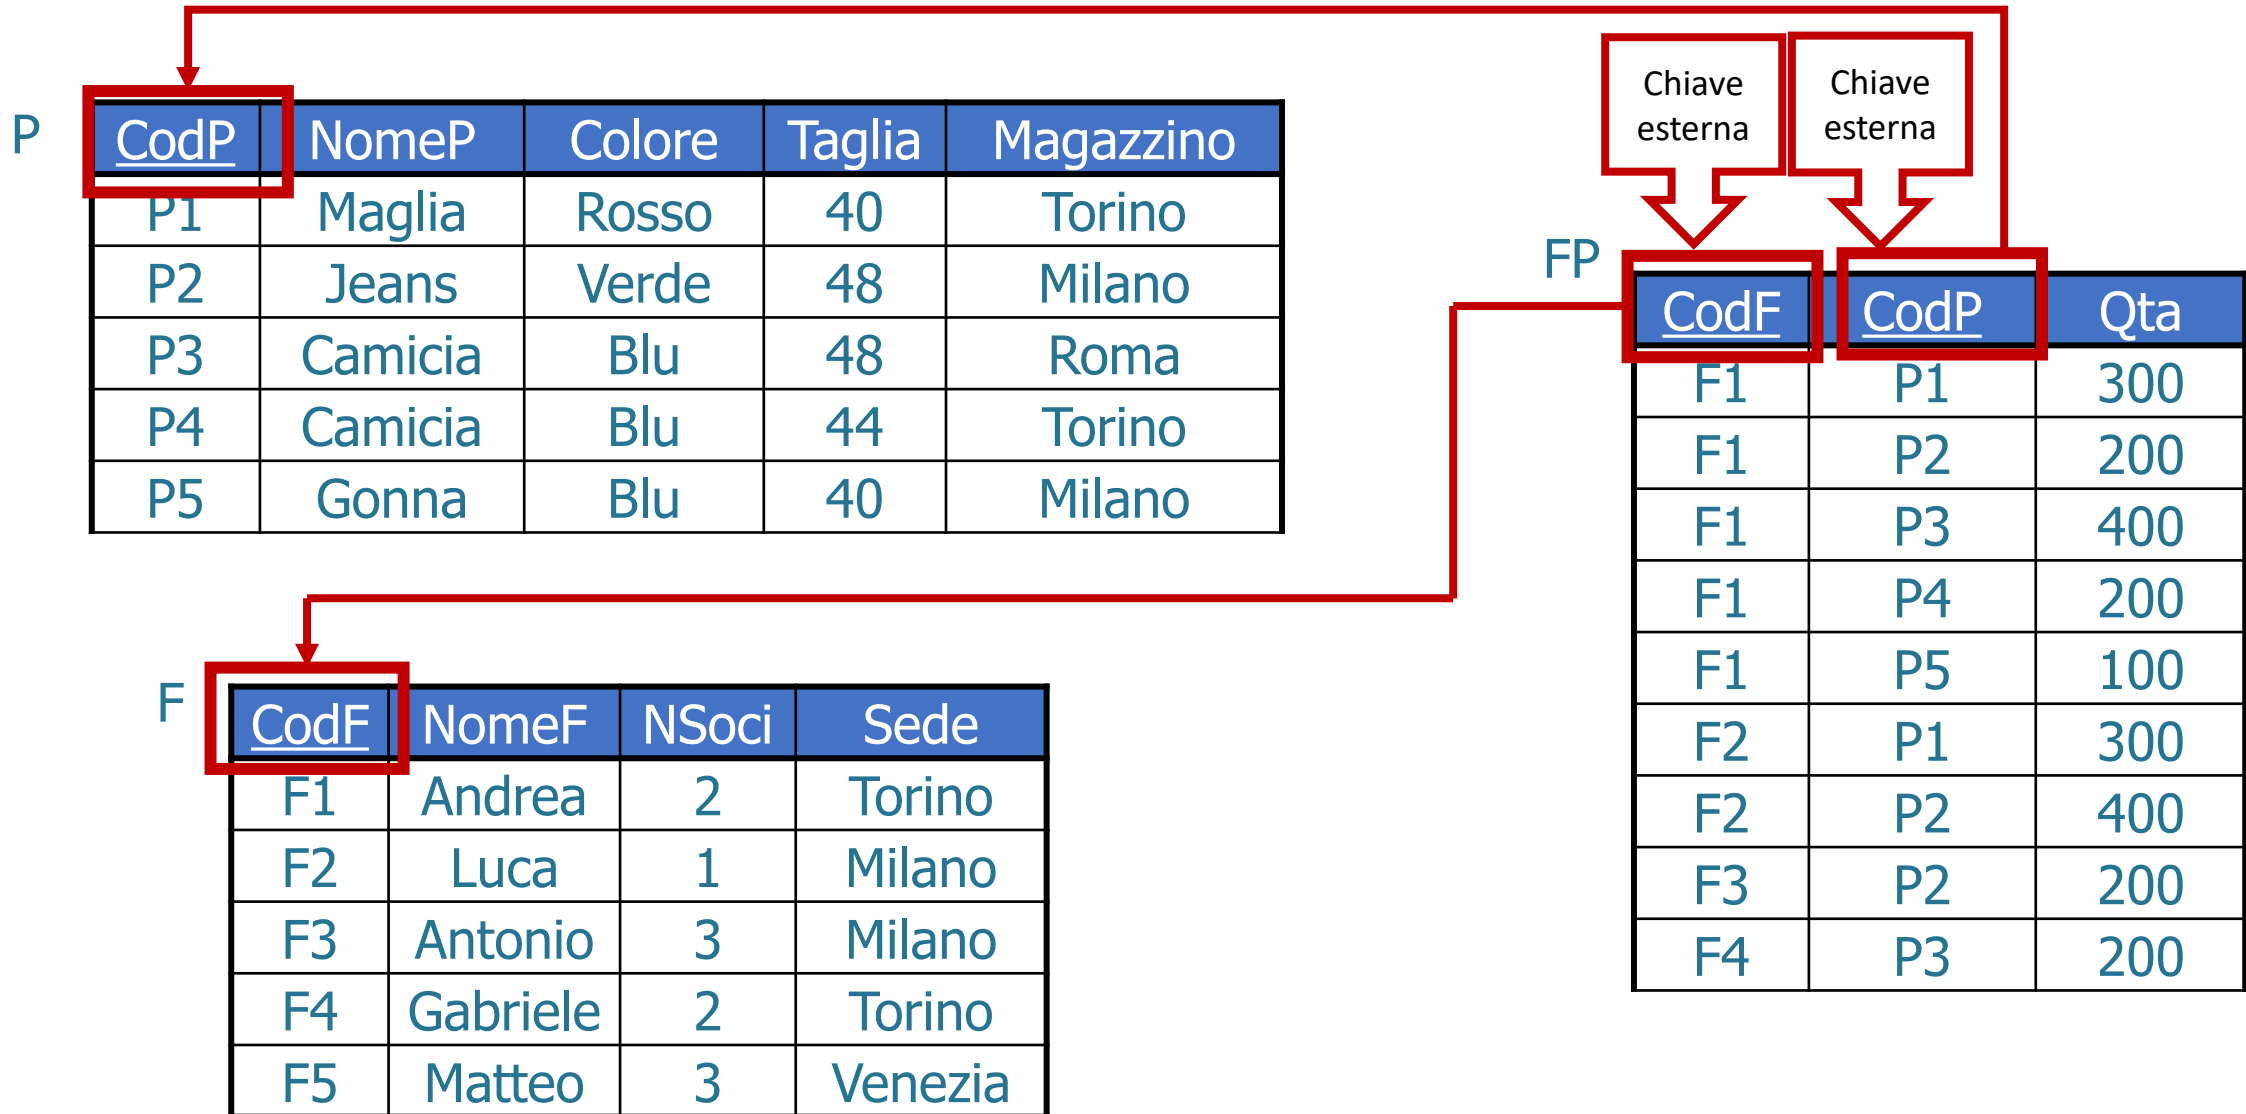 P
CodP NomeP Colore Taglia Magazzino
P1 Maglia Rosso 40 Torino
P2 Jeans Verde 48 Milano
P3 Camicia Blu 48 Roma
P4 Camicia Blu 44 Torino
P5 Gonna Blu 40 Milano
Chiave
esterna
Chiave
esterna
FP
CodF CodP Qta
F1 P1 300
F1 P2 200
F1 P3 400
F1 P4 200
F1 P5 100
F2 P1 300
F2 P2 400
F3 P2 200
F4 P3 200
F
CodF NomeF NSoci Sede
F1 Andrea 2 Torino
F2 Luca 1 Milano
F3 Antonio 3 Milano
F4 Gabriele 2 Torino
F5 Matteo 3 Venezia